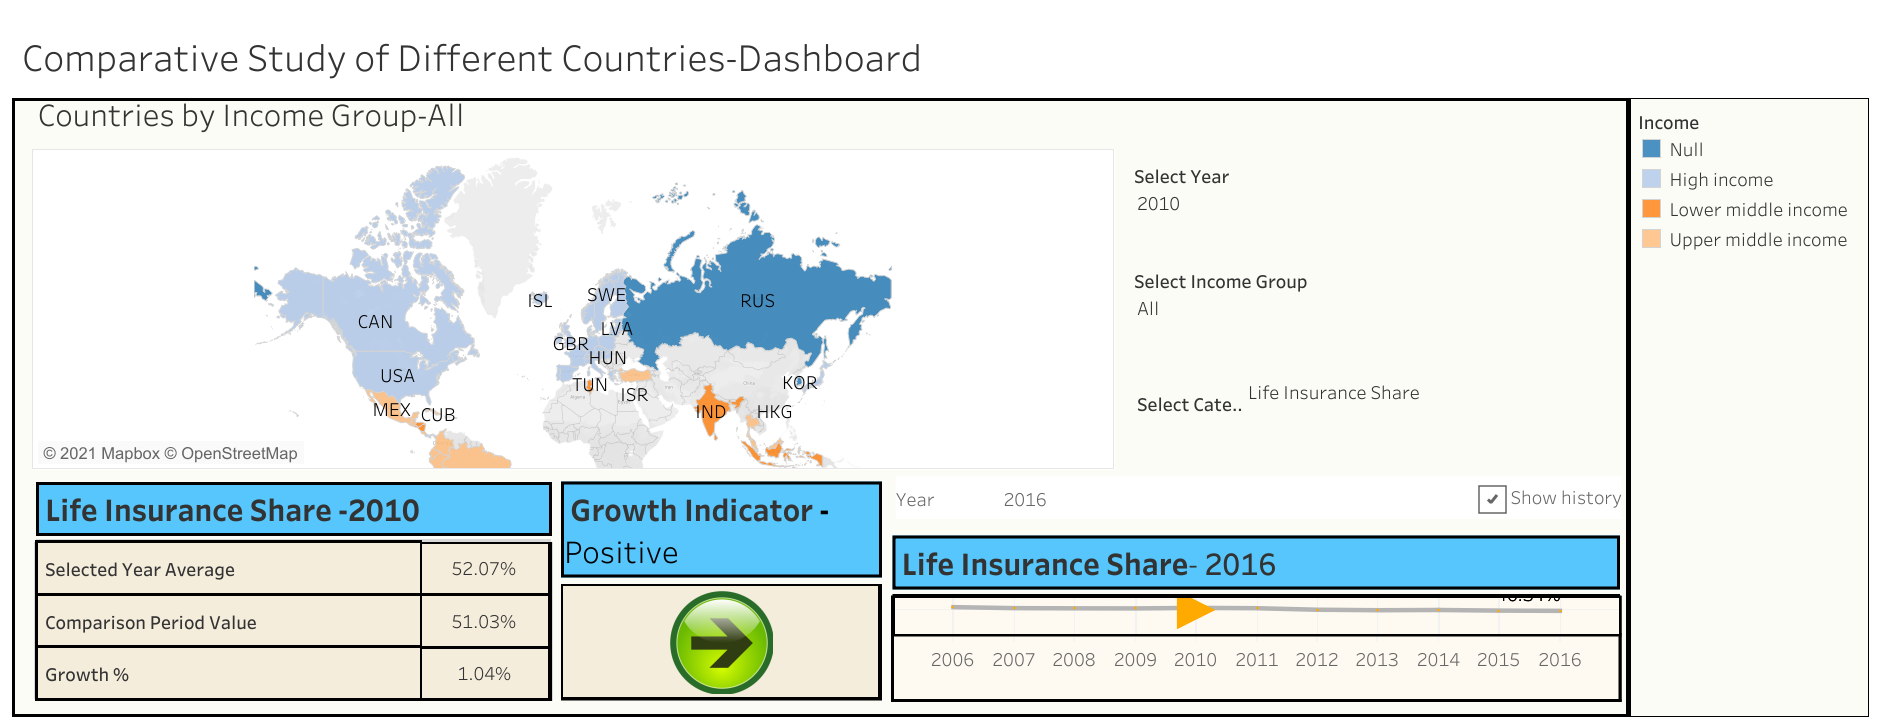 Comparative Study of Different Countries-Dashboard
Countries by Income Group-All
ISL
SWE
RUS
CAN
LVA
GBR
HUN
USA
TUN
ISR
KOR
MEX
CUB
IND
HKG
© 2021 Mapbox © OpenStreetMap
Select Year
2010
Select Income Group
All
Select Cate..
Life Insurance Share
Income
Null
High income
Lower middle income
Upper middle income
Life Insurance Share -2010
Selected Year Average
52.07%
Comparison Period Value
51.03%
Growth %
1.04%
Growth Indicator -
Positive
Year
2016
Show history
Life Insurance Share- 2016
2006 2007 2008 2009 2010 2011 2012 2013 2014 2015 2016